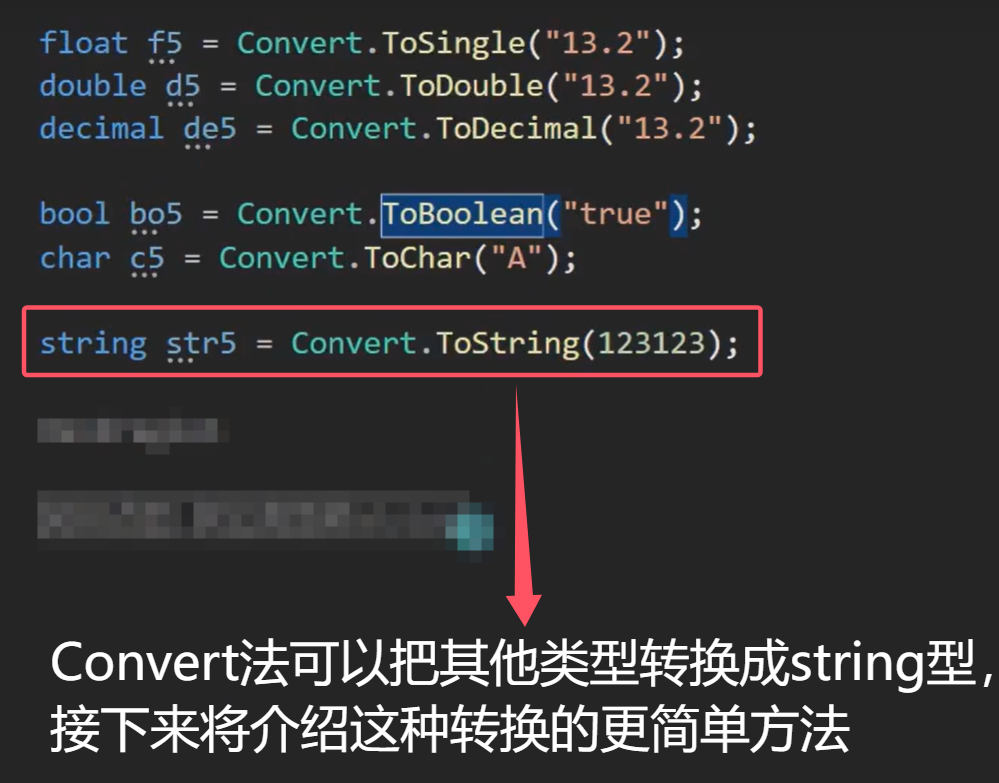 float f5 = Convert.ToSingle("13.2");
double d5 = Convert.ToDouble("13.2");
decimal de5 = Convert.ToDecimal("13.2");
bool bo5 = Convert.ToBoolean("true");
char c5 = Convert.ToChar("A");
string str5 = Convert.ToString(123123);
Convert法可以把其他类型转换成string型，
接下来将介绍这种转换的更简单方法